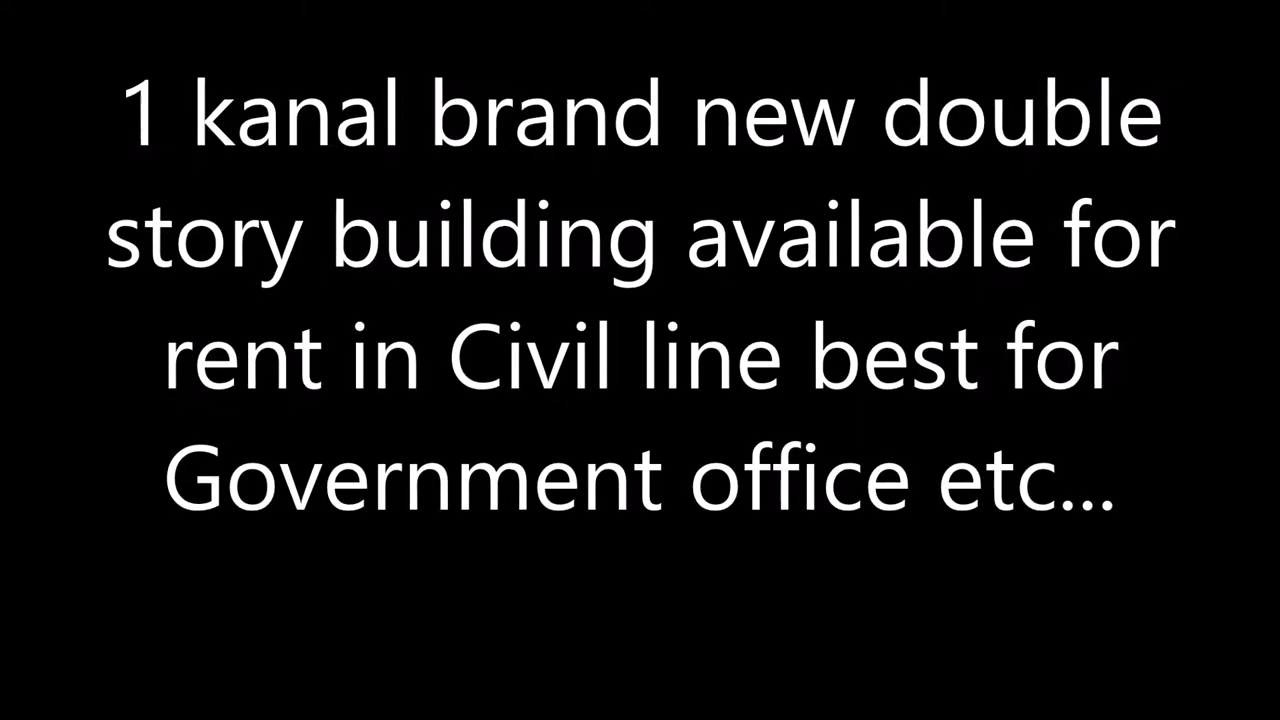 1 kanal brand new double
story building available for
rent in Civil line best for
Government office etc...